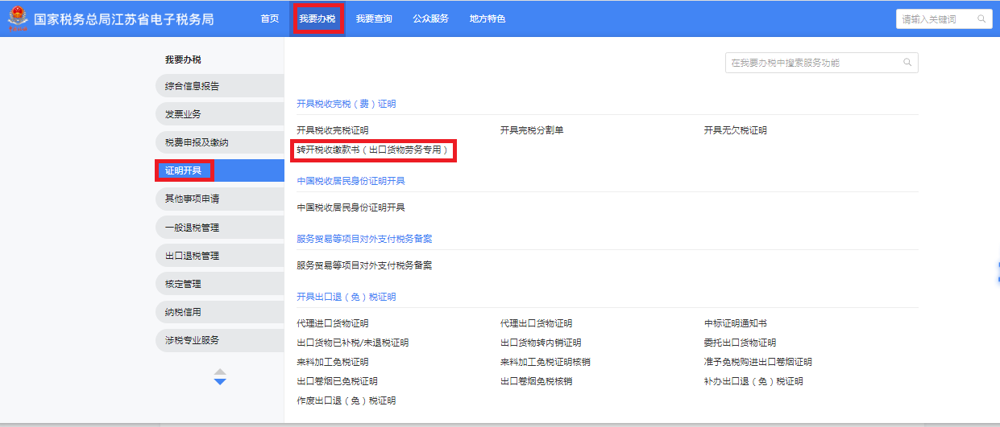 国家税务总局江苏省电子税务局 首页 我要办税 我要查询 公众服务 地方特色 请输入关键词
我要办税
综合信息报告
发票业务
税费申报及缴纳
证明开具
其他事项申请
一般退税管理
出口退税管理
核定管理
纳税信用
涉税专业服务
在我要办税中搜索服务功能
开具税收完税（费）证明
开具税收完税证明 开具完税分割单 开具无欠税证明
转开税收缴款书（出口货物劳务专用）
中国税收居民身份证明开具
中国税收居民身份证明开具
服务贸易等项目对外支付税务备案
服务贸易等项目对外支付税务备案
开具出口退（免）税证明
代理进口货物证明 代理出口货物证明 中标证明通知书
出口货物已补税/未退税证明 出口货物转内销证明 委托出口货物证明
来料加工免税证明 来料加工免税证明核销 准予免税购进出口卷烟证明
出口卷烟已免税证明 出口卷烟免税核销 补办出口退（免）税证明
作废出口退（免）税证明